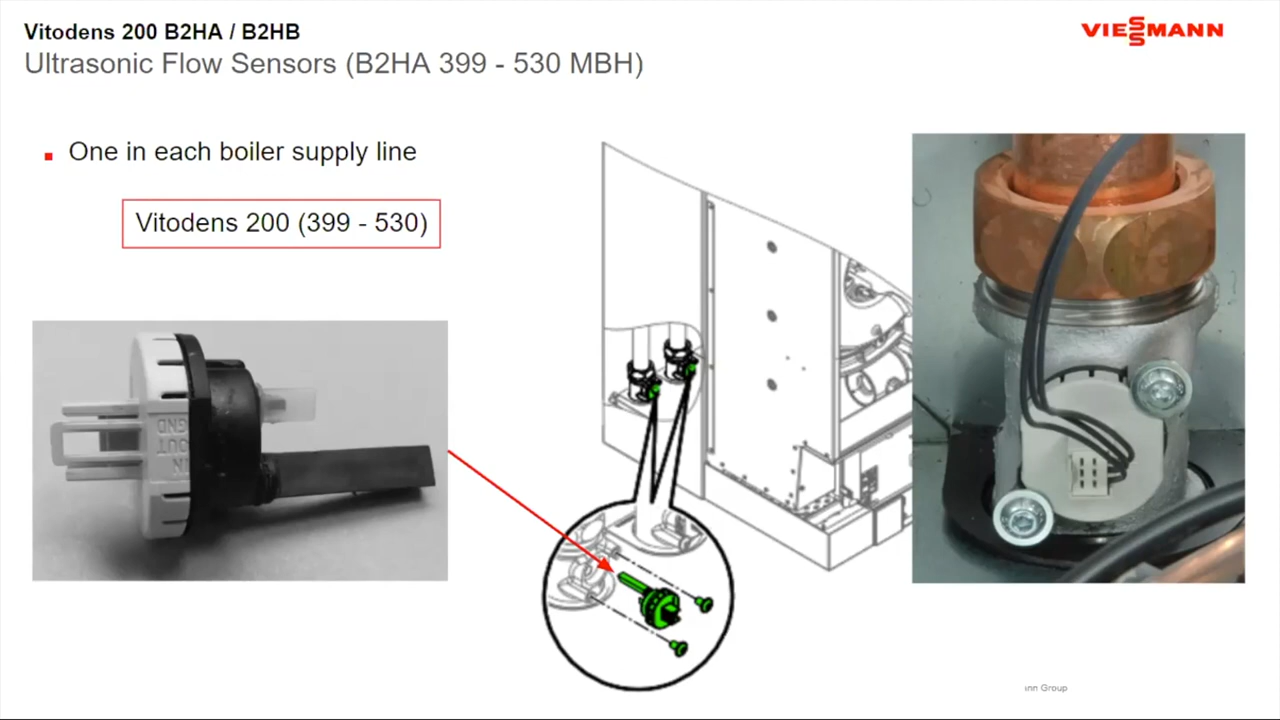 Vitodens 200 B2HA / B2HB
Ultrasonic Flow Sensors (B2HA 399 - 530 MBH)
VIESSMANN
One in each boiler supply line
Vitodens 200 (399 - 530)
GND
OUT
IN
Group